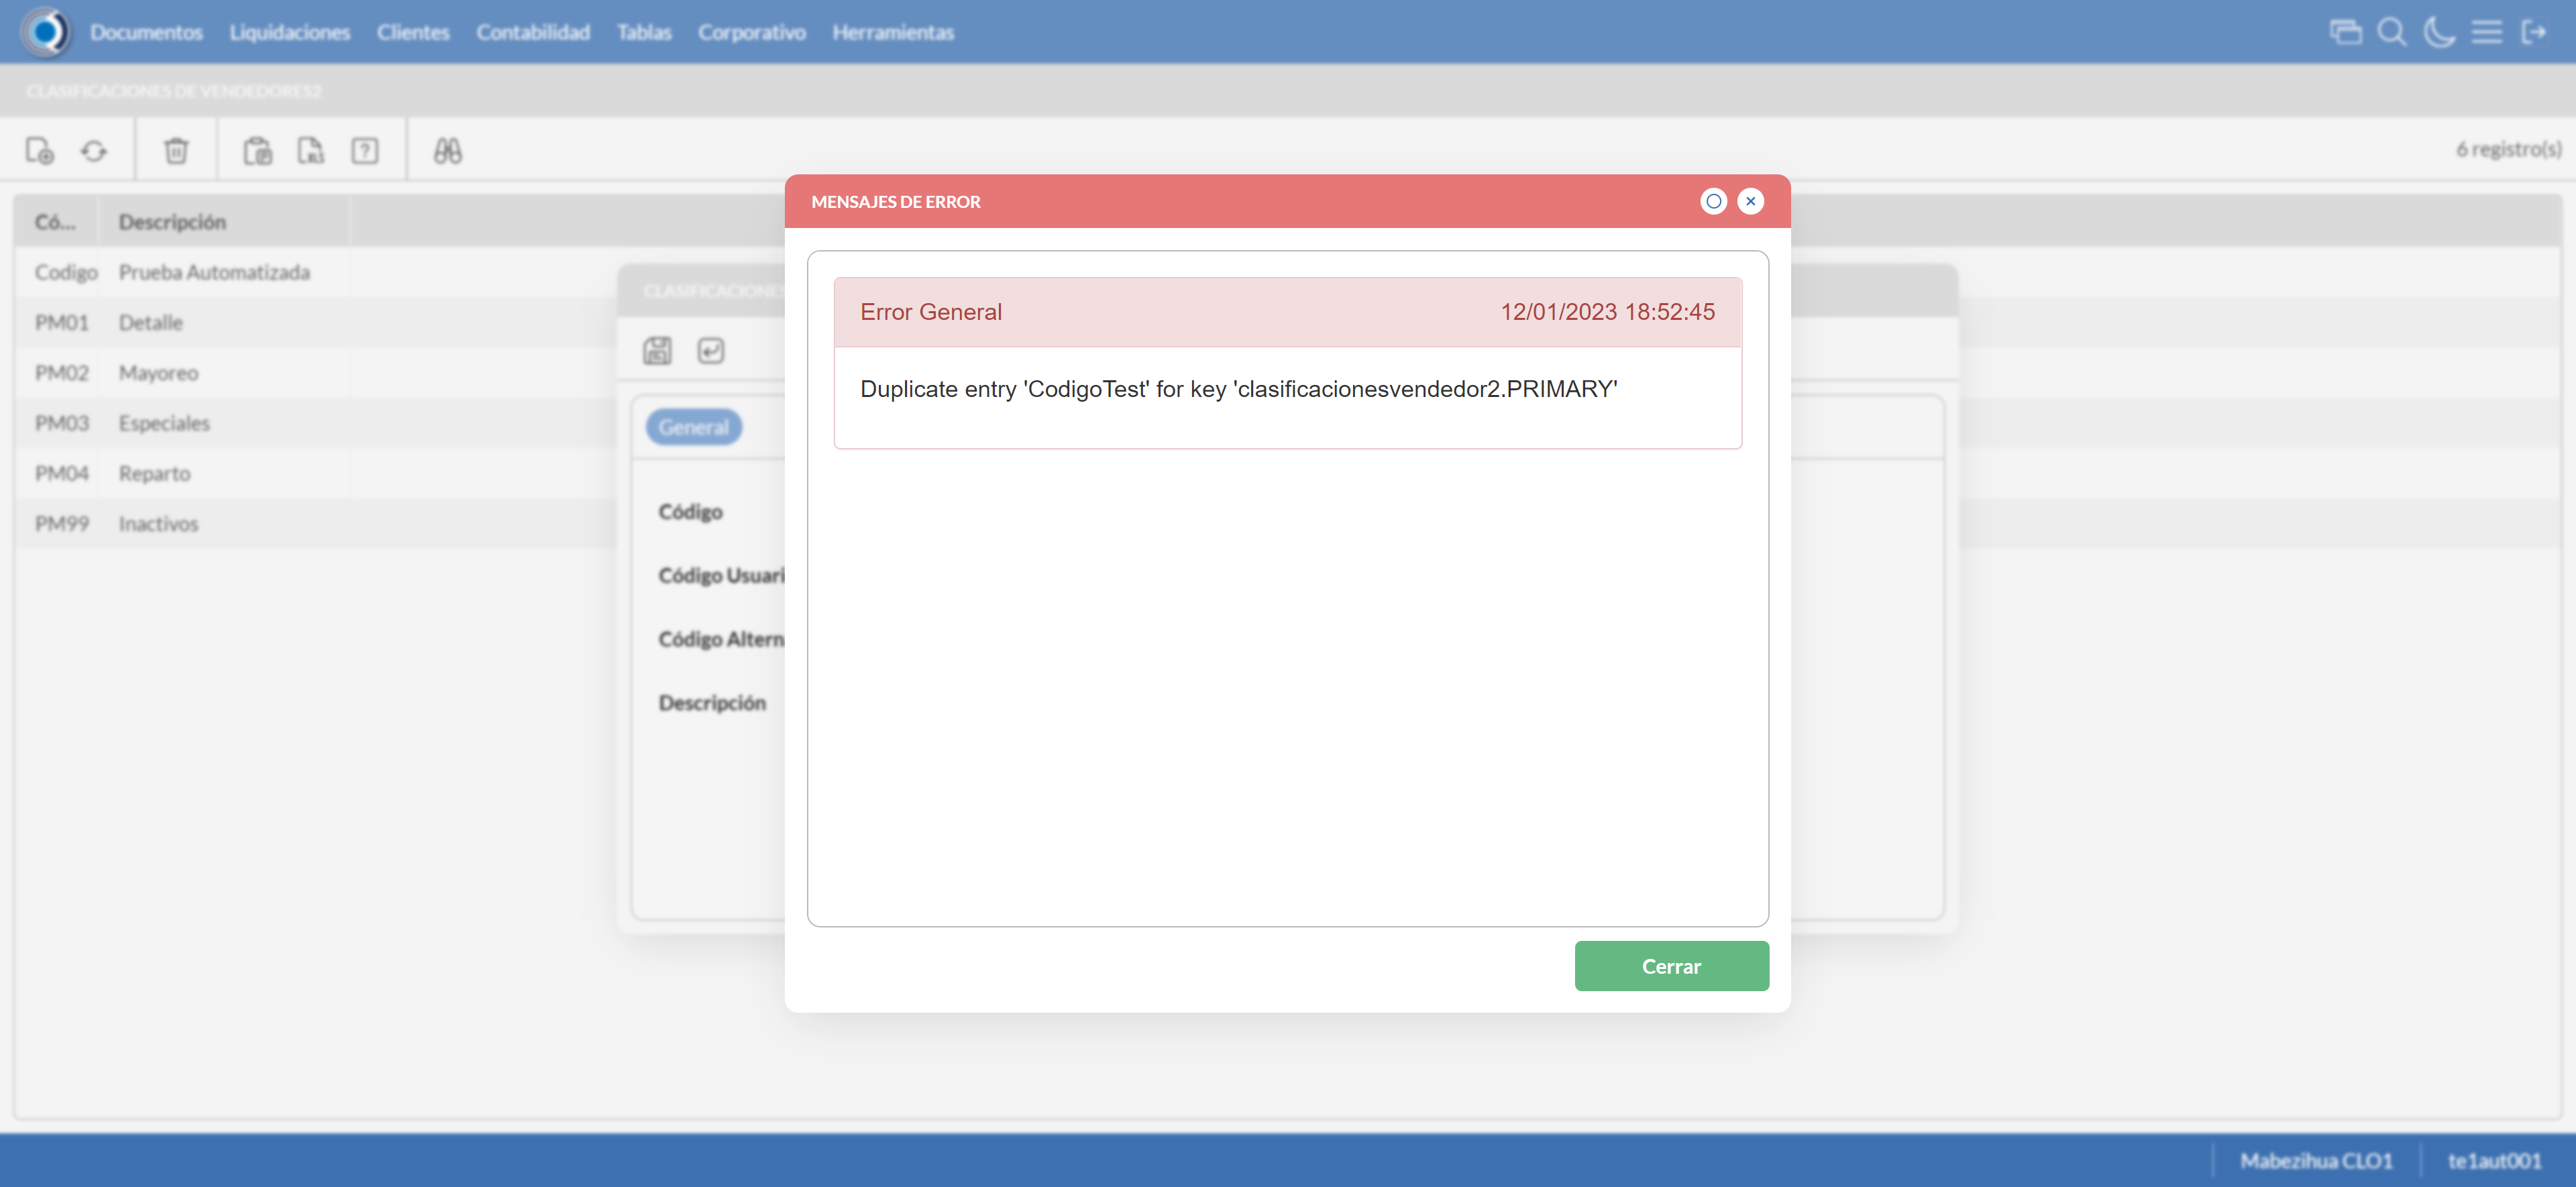 Documentos Liquidaciones Clientes Contabilidad Tablas Corporativo Herramientas
CLASIFICACIONES DE VENDEDORES2
6 registro(s)
Có... Descripción
Codigo Prueba Automatizada
PM01 Detalle
PM02 Mayoreo
PM03 Especiales
PM04 Reparto
PM99 Inactivos
CLASIFICACIONES
General
Código
Código Usuari
Código Altern
Descripción
MENSAJES DE ERROR
Error General 12/01/2023 18:52:45
Duplicate entry 'CodigoTest' for key 'clasificacionesvendedor2.PRIMARY'
Cerrar
Mabezihua CLO1 te1aut001